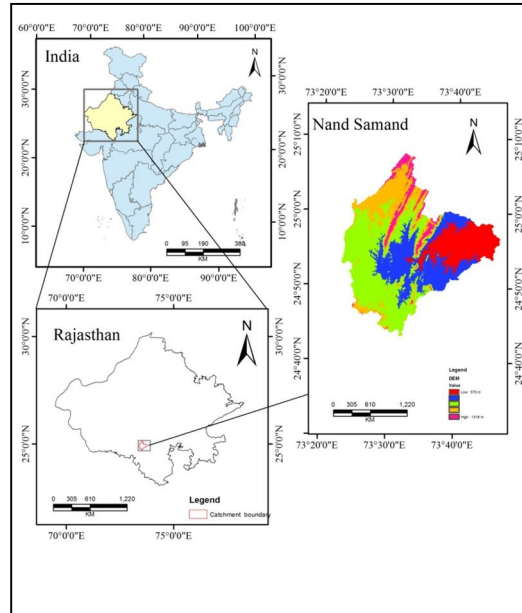 60°0'0"E 70°0'0"E 80°0'0"E 90°0'0"E 100°0'0"E
India
N
30°0'0"N
20°0'0"N
10°0'0"N
30°0'0"N
20°0'0"N
10°0'0"N
0 95 190 380
KM
70°0'0"E 80°0'0"E 90°0'0"E
70°0'0"E 75°0'0"E
Rajasthan
N
30°0'0"N
25°0'0"N
30°0'0"N
25°0'0"N
0 305 610 1,220
KM
Legend
Catchment boundary
70°0'0"E 75°0'0"E
73°20'E 73°30'0"E 73°40'0"E
Nand Samand
N
25°10'0"N
25°0'0"N
24°50'0"N
24°40'0"N
25°10'0"N
25°0'0"N
24°50'0"N
24°40'0"N
Legend
DEM
Value
Low
High
0 305 610 1,220
KM
73°20'E 73°30'0"E 73°40'0"E